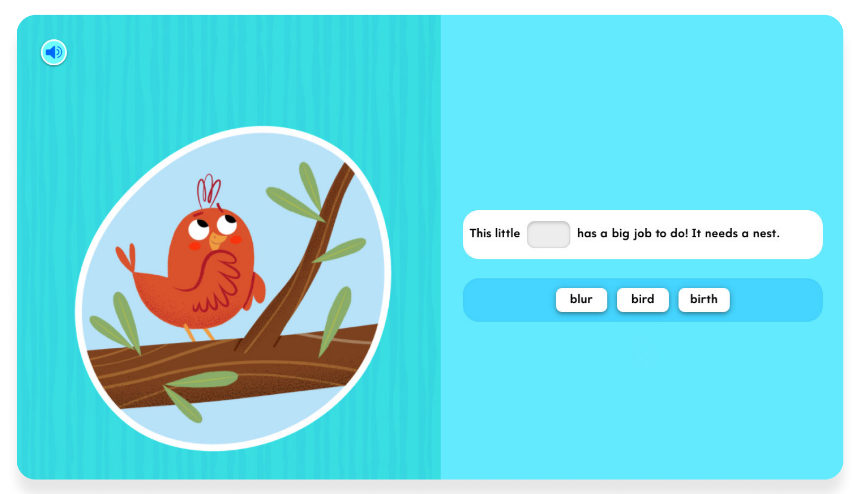 This little has a big job to do! It needs a nest.
blur bird birth